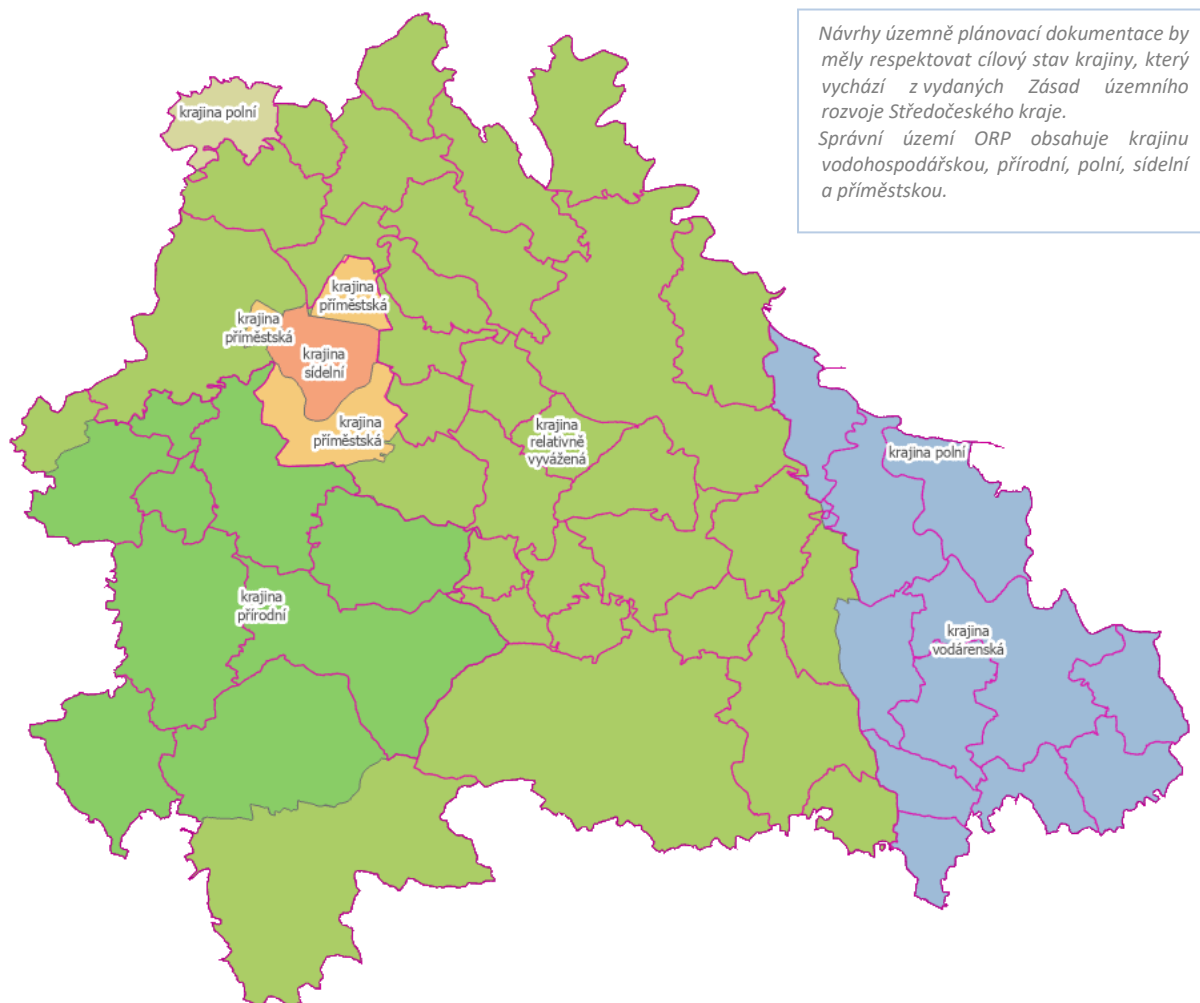 Návrhy územně plánovací dokumentace by
měly respektovat cílový stav krajiny, který
vychází z vydaných Zásad územního
rozvoje Středočeského kraje.
Správní území ORP obsahuje krajinu
vodohospodářskou, přírodní, polní, sídelní
a příměstskou.
krajina polní
krajina
příměstská
krajina
příměstská
krajina
sídelní
krajina
příměstská
krajina
relativně
vyvážená
krajina polní
krajina
přírodní
krajina
vodárenská